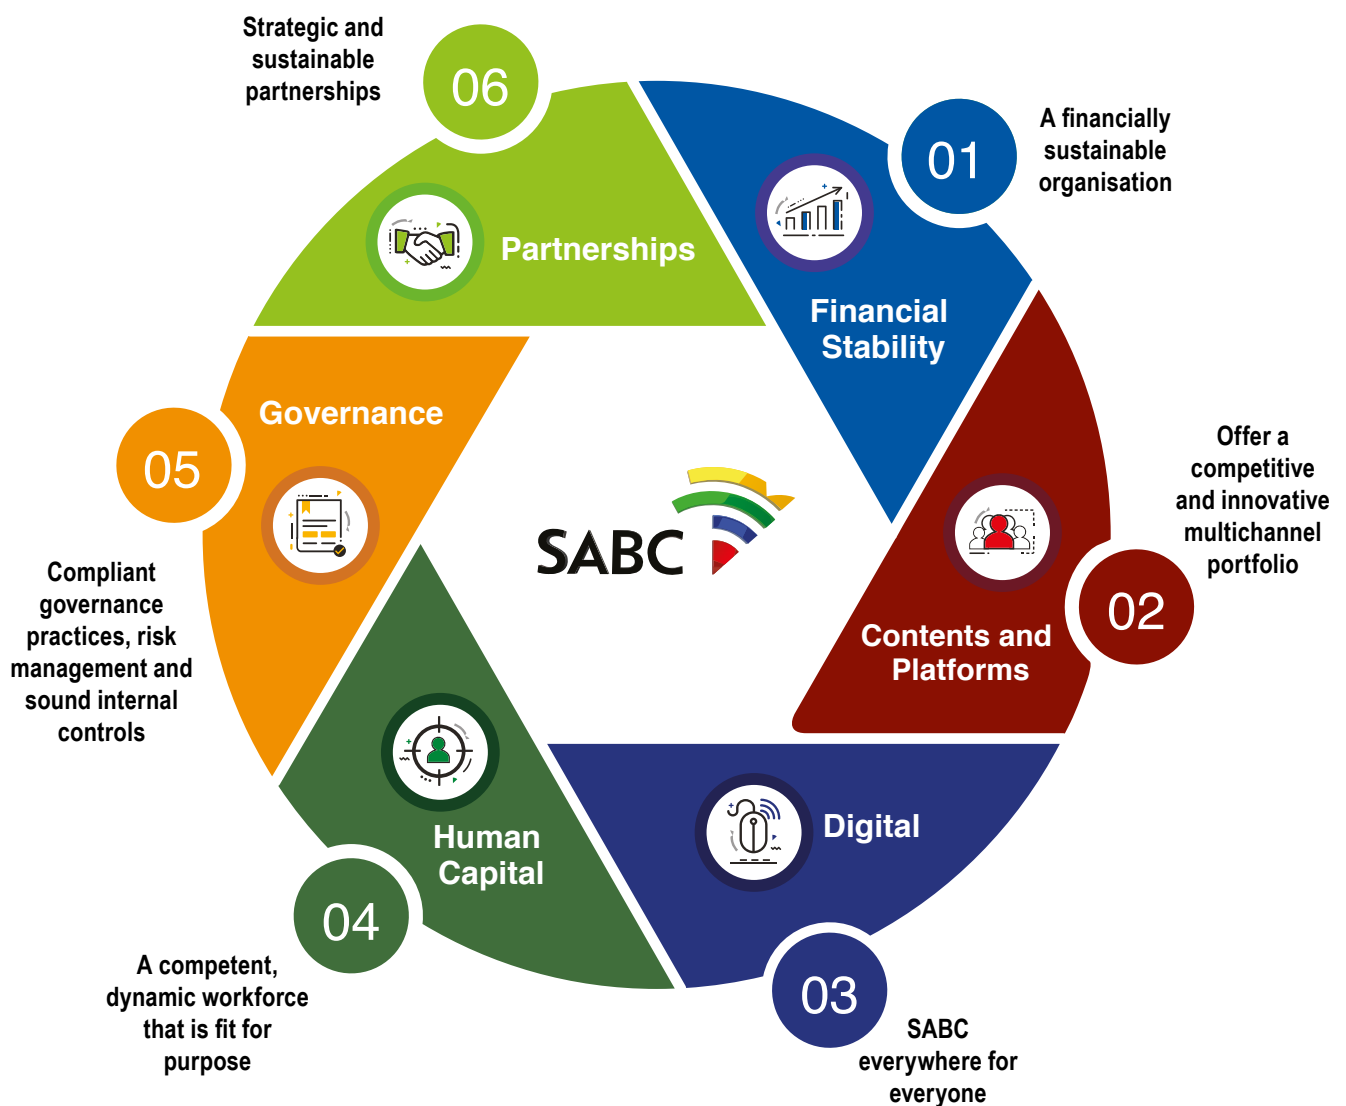 Strategic and
sustainable
partnerships
06
Partnerships
01
A financially
sustainable
organisation
Financial
Stability
Offer a
competitive
and innovative
multichannel
portfolio
02
Contents and
Platforms
Digital
03
SABC
everywhere for
everyone
Human
Capital
04
A competent,
dynamic workforce
that is fit for
purpose
Governance
05
Compliant
governance
practices, risk
management and
sound internal
controls
SABC